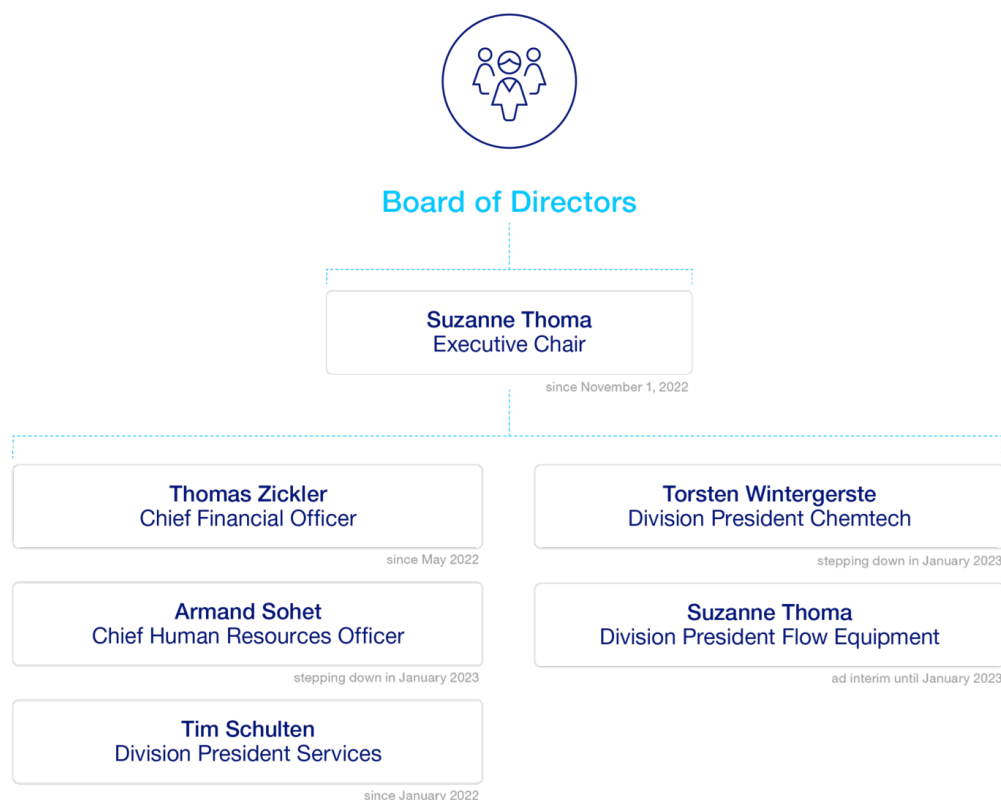 Board of Directors
Suzanne Thoma
Executive Chair
since November 1, 2022
Thomas Zickler
Chief Financial Officer
since May 2022
Armand Sohet
Chief Human Resources Officer
stepping down in January 2023
Tim Schulten
Division President Services
since January 2022
Torsten Wintergerste
Division President Chemtech
stepping down in January 2023
Suzanne Thoma
Division President Flow Equipment
ad interim until January 2023